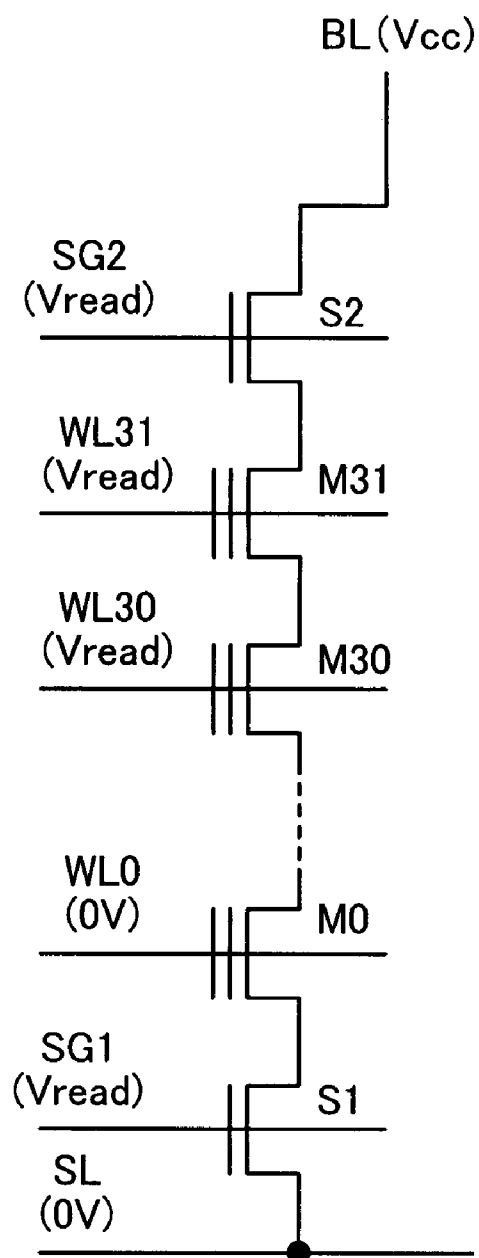 BL(Vcc)
SG2
(Vread)
S2
WL31
(Vread)
M31
WL30
(Vread)
M30
WL0
(0V)
M0
SG1
(Vread)
S1
SL
(0V)